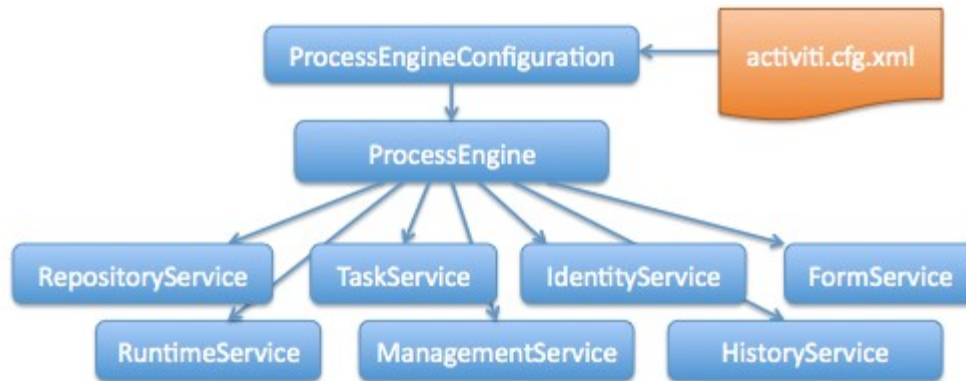 ProcessEngineConfiguration
activiti.cfg.xml
ProcessEngine
RepositoryService
TaskService
IdentityService
FormService
RuntimeService
ManagementService
HistoryService